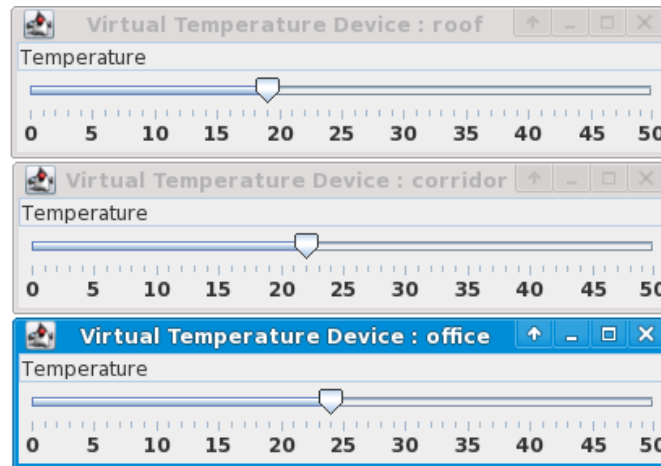 Virtual Temperature Device : roof
Temperature
0 5 10 15 20 25 30 35 40 45 50
Virtual Temperature Device : corridor
Temperature
0 5 10 15 20 25 30 35 40 45 50
Virtual Temperature Device : office
Temperature
0 5 10 15 20 25 30 35 40 45 50